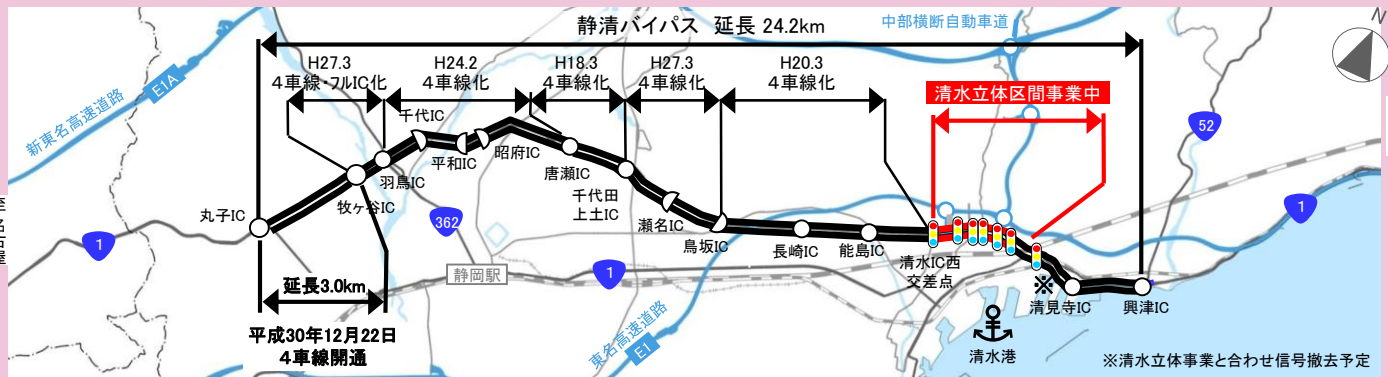 静清バイパス 延長 24.2km
中部横断自動車道
N
H27.3
4車線・フルIC化
H24.2
4車線化
H18.3
4車線化
H27.3
4車線化
H20.3
4車線化
清水立体区間事業中
新東名高速道路
E1A
千代IC
平和IC
昭府IC
羽鳥IC
唐瀬IC
牧ヶ谷IC
千代田
上土IC
丸子IC
瀬名IC
鳥坂IC
長崎IC
能島IC
清水IC西
交差点
※
清見寺IC
興津IC
52
1
362
1
1
至 名古屋
静岡駅
延長3.0km
平成30年12月22日
4車線開通
東名高速道路
E1
清水港
※清水立体事業と合わせ信号撤去予定